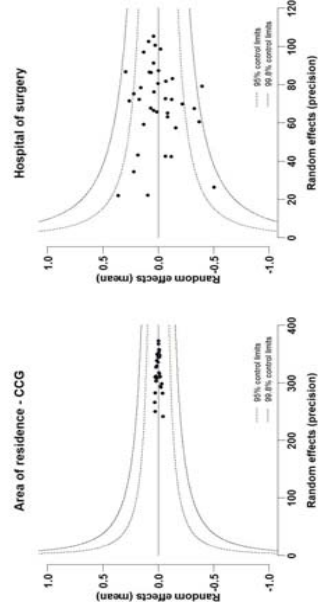 Area of residence - CCG
Random effects (mean)
1.0
0.5
0.0
-0.5
-1.0
95% control limits
99.8% control limits
0
100
200
300
400
Random effects (precision)
Hospital of surgery
Random effects (mean)
1.0
0.5
0.0
-0.5
-1.0
95% control limits
99.8% control limits
0
20
40
60
80
100
120
Random effects (precision)